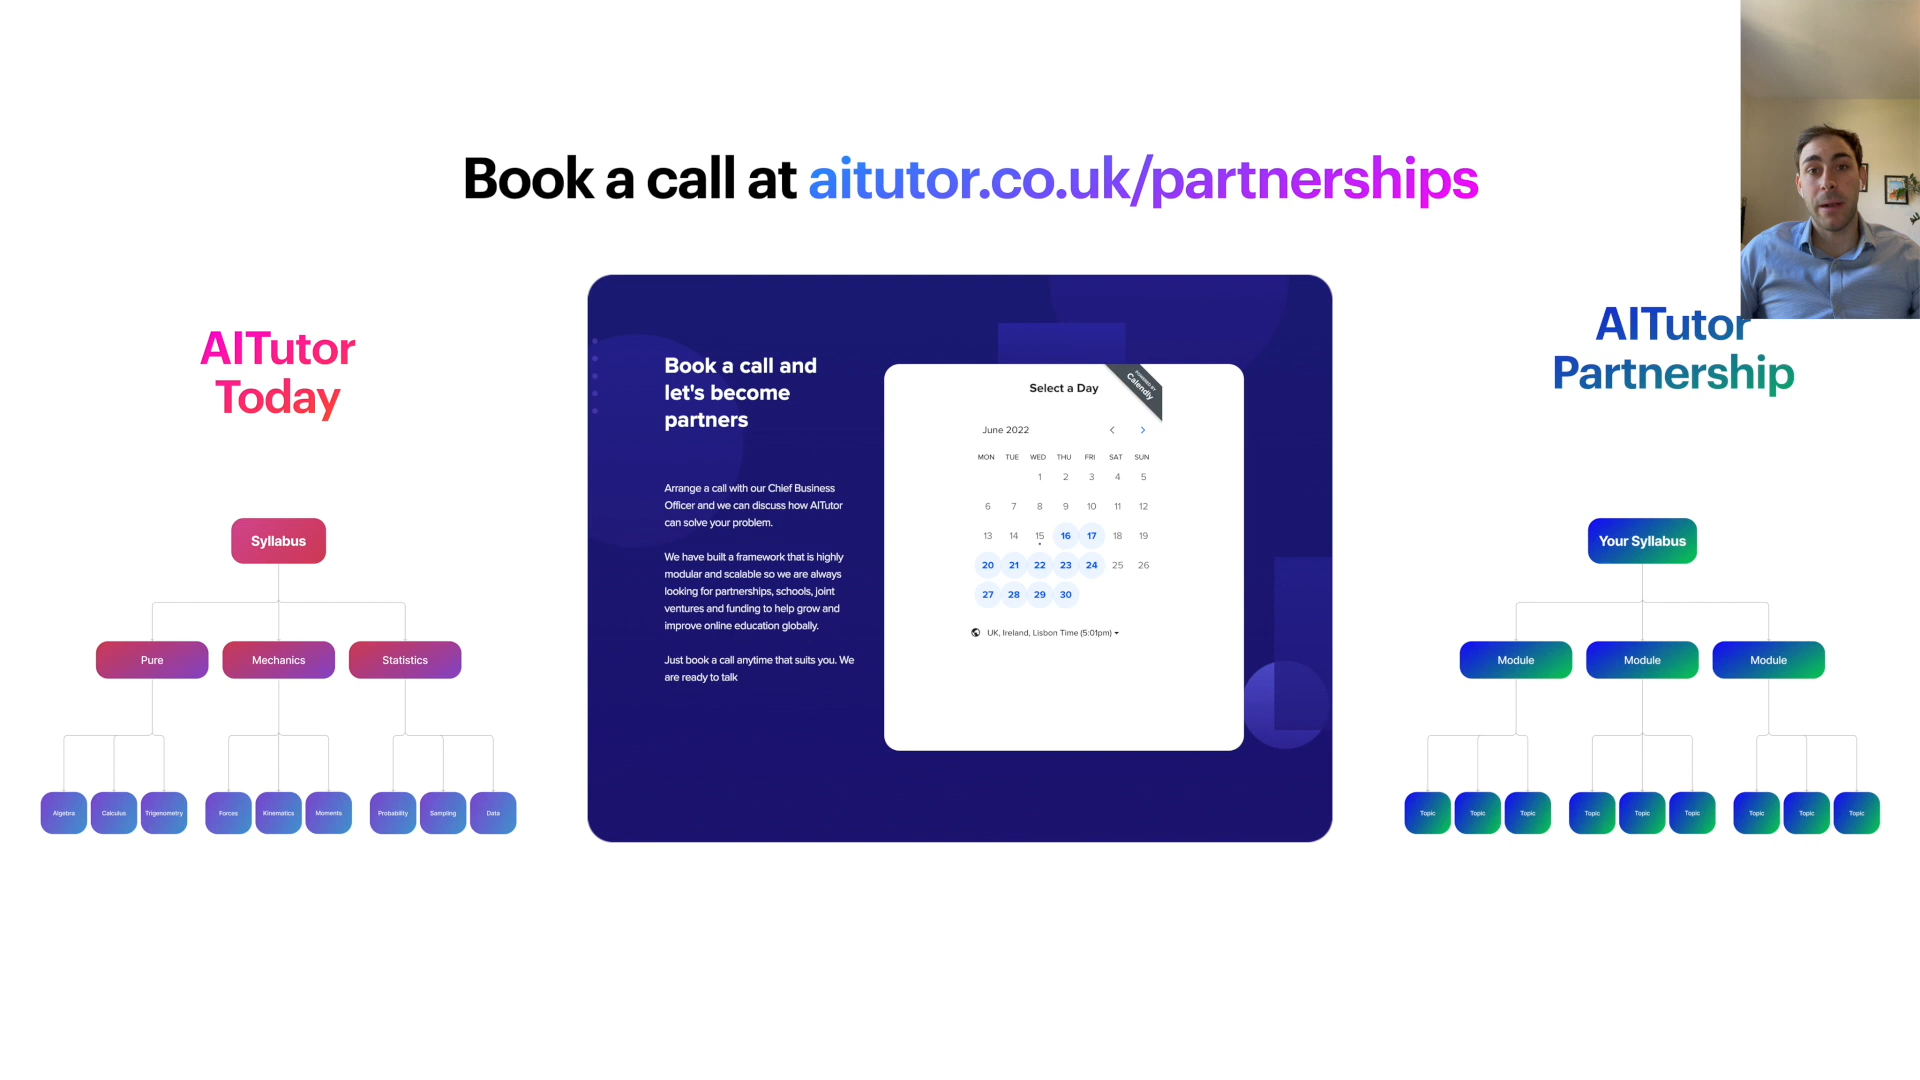 Book a call at aitutor.co.uk/partnerships
AITutor
Today
Syllabus
Pure
Mechanics
Statistics
Algebra
Calculus
Trigenometry
Forces
Kinematics
Moments
Probability
Sampling
Data
Book a call and
let's become
partners
Arrange a call with our Chief Business
Officer and we can discuss how AITutor
can solve your problem.
We have built a framework that is highly
modular and scalable so we are always
looking for partnerships, schools, joint
ventures and funding to help grow and
improve online education globally.
Just book a call anytime that suits you. We
are ready to talk
Select a Day
POWERED BY
Calendly
June 2022
MON TUE WED THU FRI SAT SUN
1 2 3 4 5
6 7 8 9 10 11 12
13 14 15 16 17 18 19
20 21 22 23 24 25 26
27 28 29 30
UK, Ireland, Lisbon Time (5:01pm)
AITutor
Partnership
Your Syllabus
Module
Module
Module
Topic
Topic
Topic
Topic
Topic
Topic
Topic
Topic
Topic